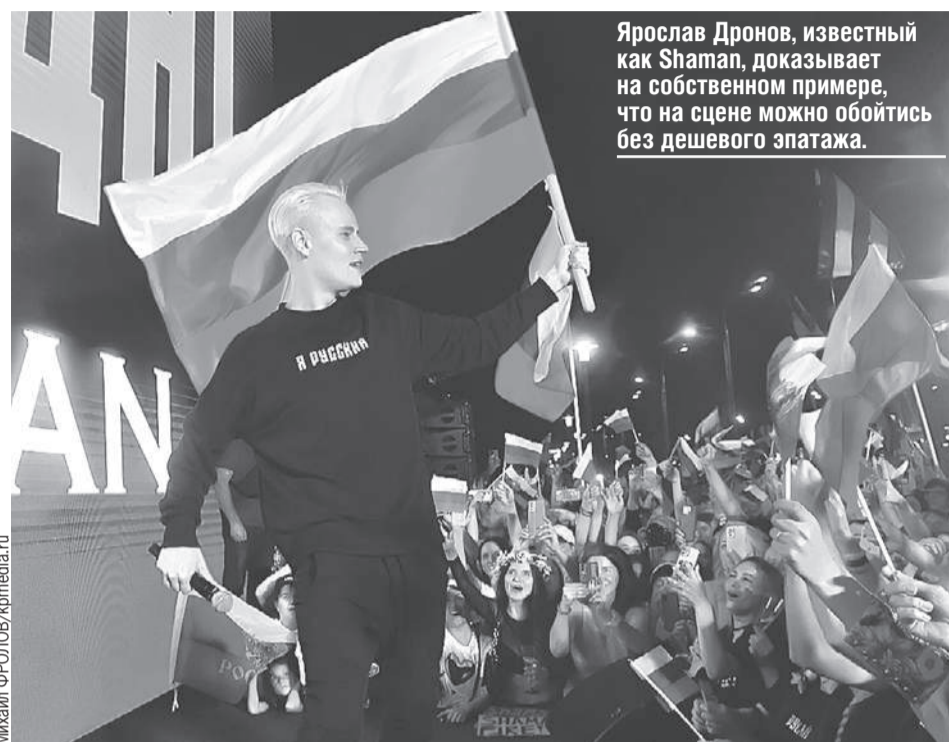 Ярослав Дронов, известный
как Shaman, доказывает
на собственном примере,
что на сцене можно обойтись
без дешевого эпатажа.
AN
Я РУССКИЙ
Михаил ФРОЛОВ/kpmedia.ru